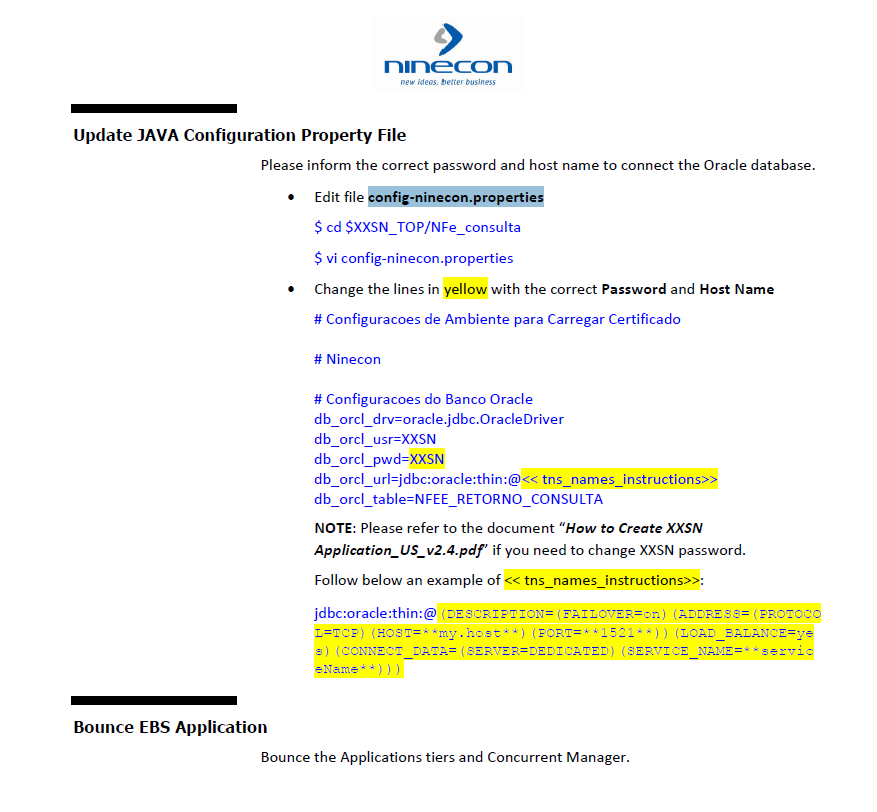 ninecon
new ideas, better business
Update JAVA Configuration Property File
Please inform the correct password and host name to connect the Oracle database.
• Edit file config-ninecon.properties
$ cd $XXSN_TOP/NFe_consulta
$ vi config-ninecon.properties
• Change the lines in yellow with the correct Password and Host Name
# Configuracoes de Ambiente para Carregar Certificado
# Ninecon
# Configuracoes do Banco Oracle
db_orcl_drv=oracle.jdbc.OracleDriver
db_orcl_usr=XXSN
db_orcl_pwd=XXSN
db_orcl_url=jdbc:oracle:thin:@<< tns_names_instructions>>
db_orcl_table=NFEE_RETORNO_CONSULTA
NOTE: Please refer to the document “How to Create XXSN
Application_US_v2.4.pdf” if you need to change XXSN password.
Follow below an example of << tns_names_instructions>>:
jdbc:oracle:thin:@(DESCRIPTION=(FAILOVER=on)(ADDRESS=(PROTOCO
L=TCP)(HOST=**my.host**)(PORT=**1521**))(LOAD_BALANCE=ye
s)(CONNECT_DATA=(SERVER=DEDICATED)(SERVICE_NAME=**servic
eName**)))
Bounce EBS Application
Bounce the Applications tiers and Concurrent Manager.